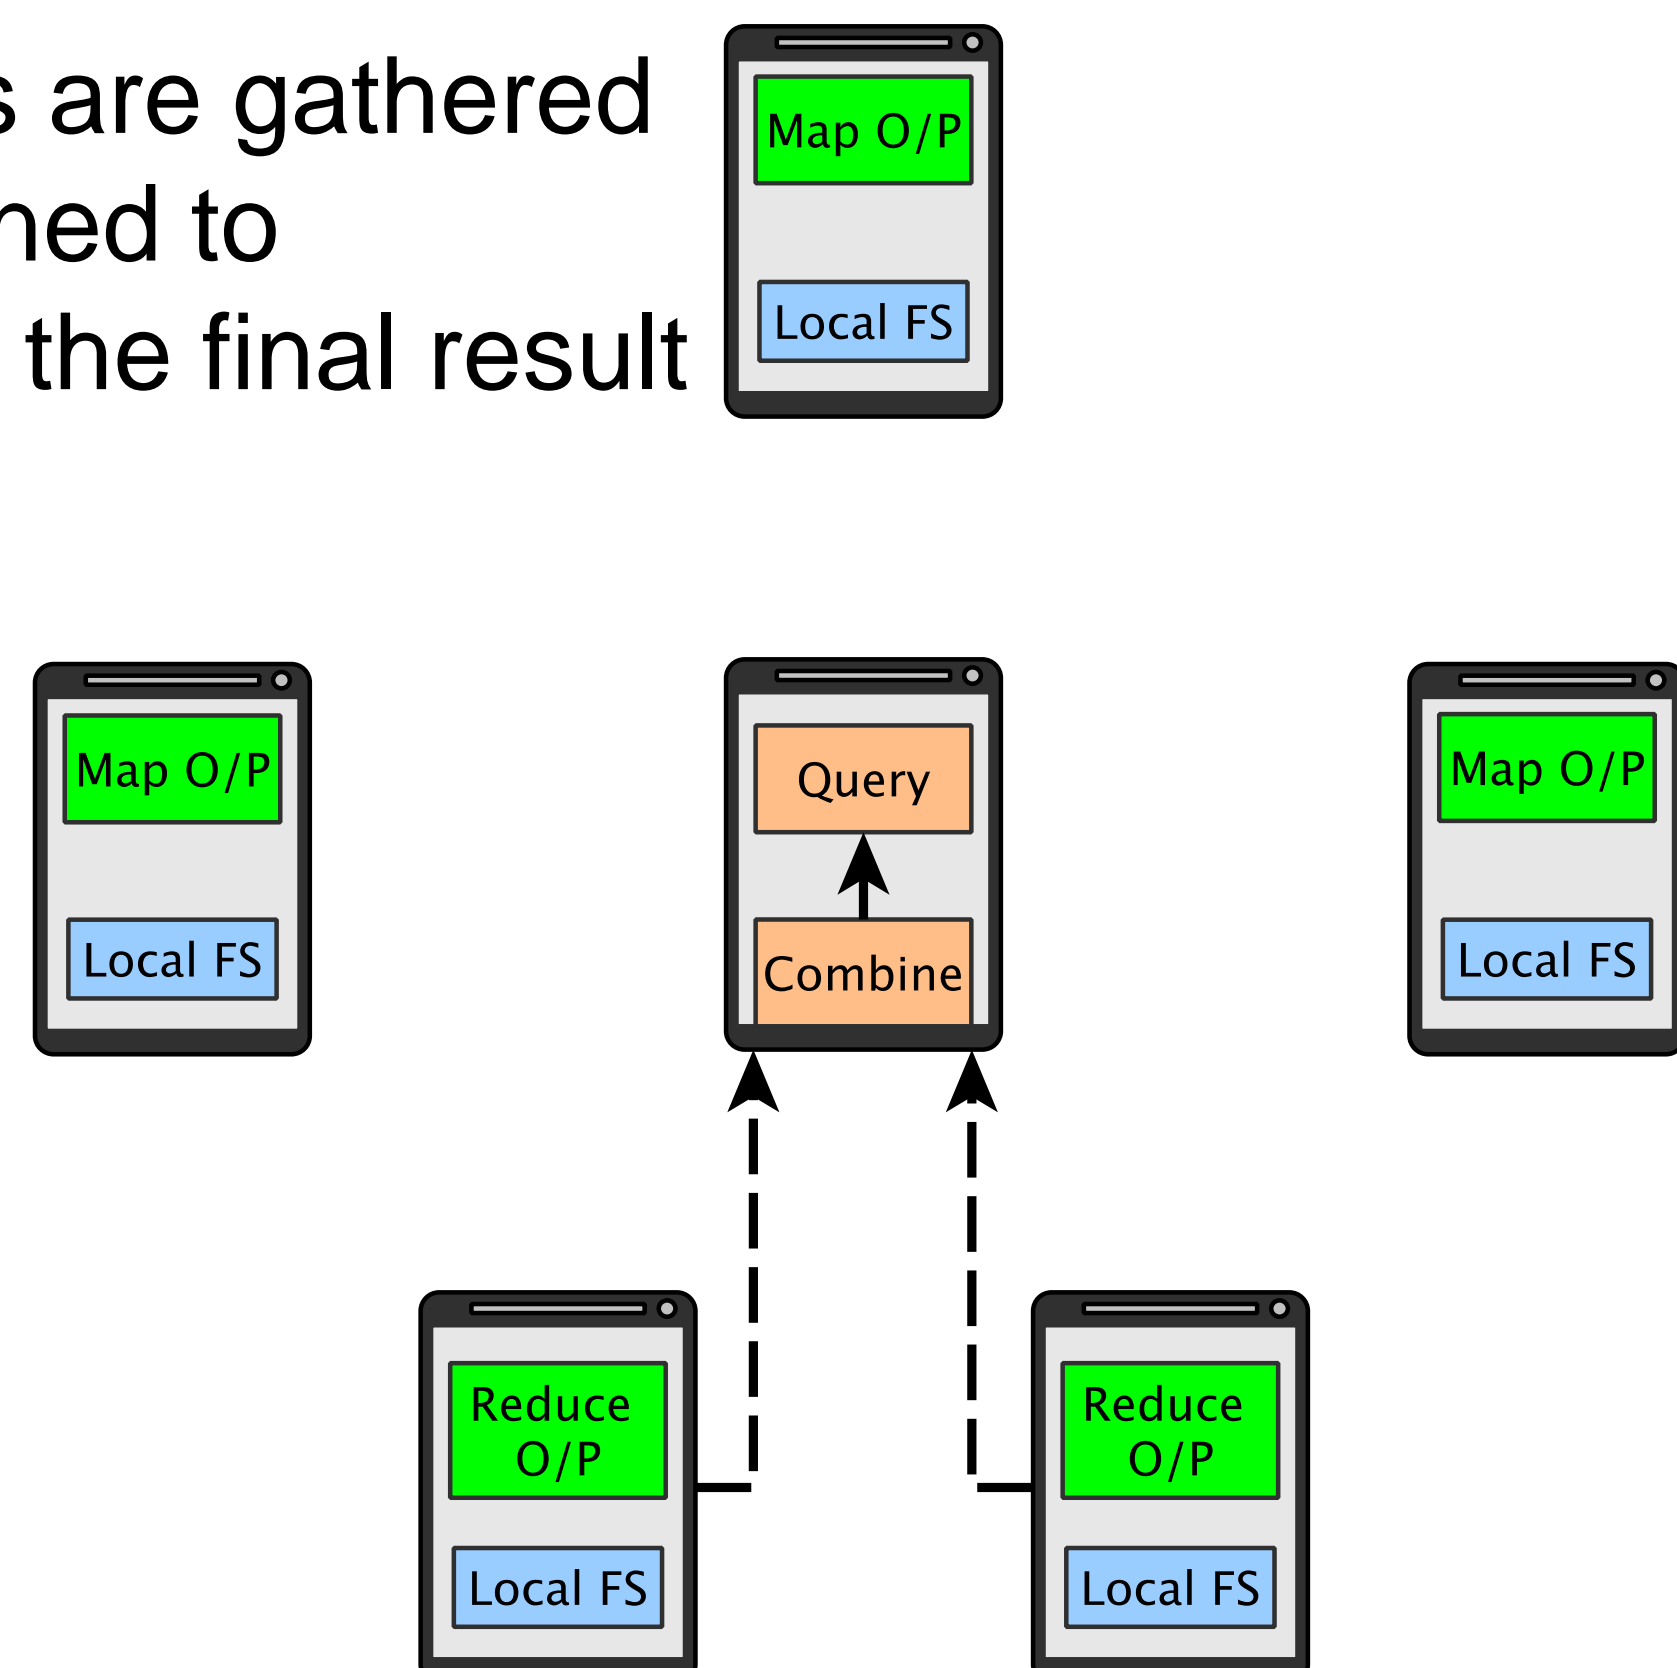 are gathered
to
the final result
Map O/P
Local FS
Map O/P
Local FS
Query
Combine
Map O/P
Local FS
Reduce
O/P
Local FS
Reduce
O/P
Local FS